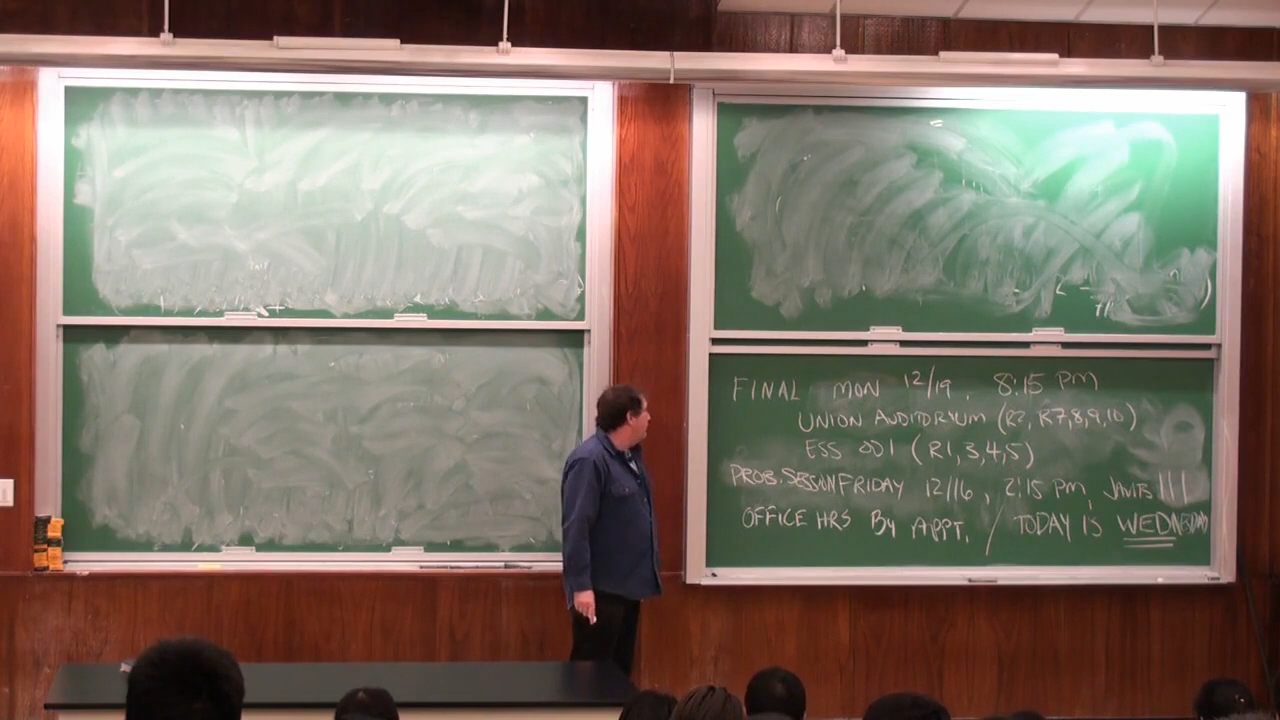 FINAL MON 12/19, 8:15 PM
UNION AUDITORIUM (R2, R7,8,9,10)
ESS 001 (R1,3,4,5)
PROB. SESSION FRIDAY 12/16, 2:15 PM, JAVITS 111
OFFICE HRS BY APPT. / TODAY IS WEDNESDAY